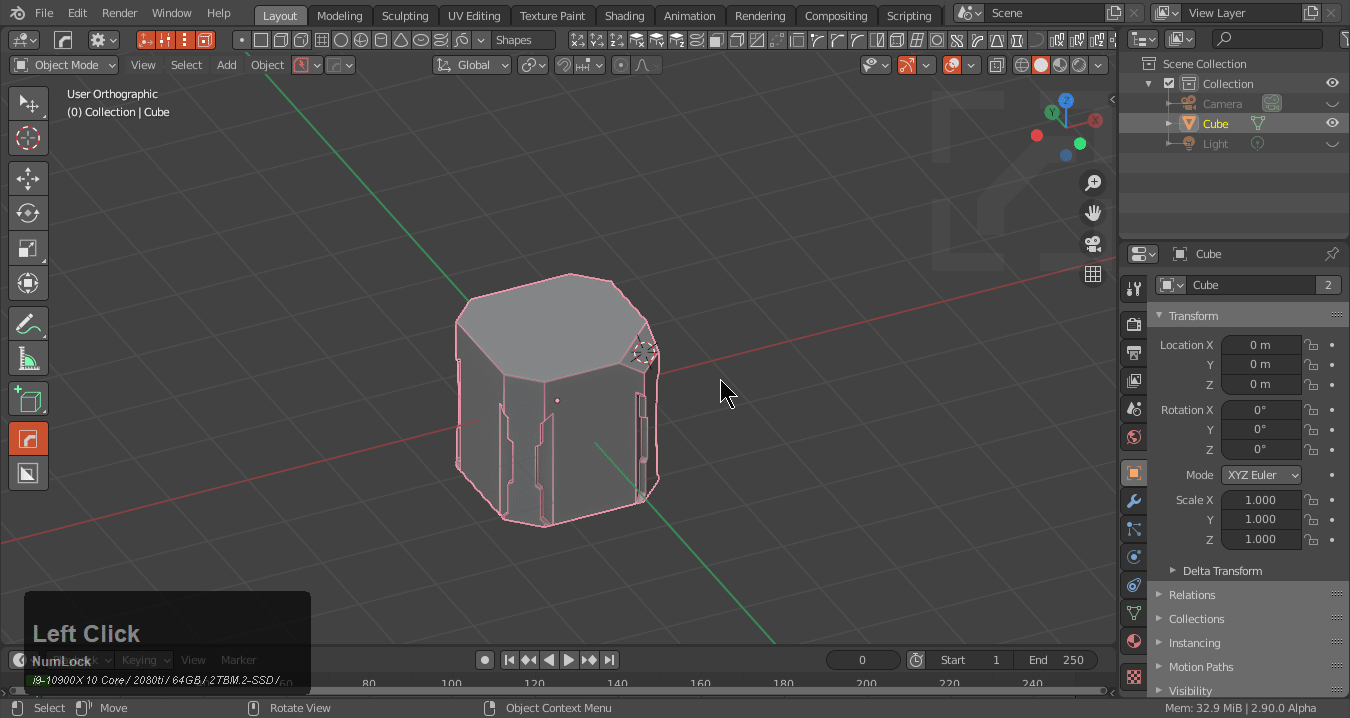 File Edit Render Window Help Layout Modeling Sculpting UV Editing Texture Paint Shading Animation Rendering Compositing Scripting Scene View Layer
Shapes
Object Mode View Select Add Object Global
User Orthographic
(0) Collection | Cube
Z
Y
X
Scene Collection
Collection
Camera
Cube
Light
Cube
Cube 2
Transform
Location X 0 m
Y 0 m
Z 0 m
Rotation X 0°
Y 0°
Z 0°
Mode XYZ Euler
Scale X 1.000
Y 1.000
Z 1.000
Delta Transform
Relations
Collections
Instancing
Motion Paths
Visibility
Left Click
NumLock
i9-10900X 10 Core / 2080ti / 64GB / 2TBM.2-SSD /
Keying View Marker 0 Start 1 End 250
80 100 120 140 160 180 200 220 240
Select Move Rotate View Object Context Menu Mem: 32.9 MiB | 2.90.0 Alpha